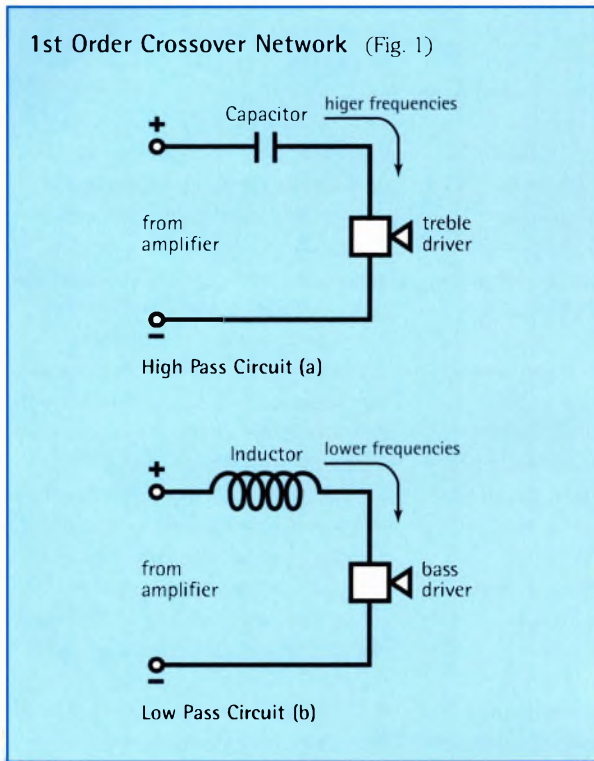 1st Order Crossover Network (Fig. 1)
Capacitor
higer frequencies
+
from
amplifier
treble
driver
–
High Pass Circuit (a)
Inductor
lower frequencies
+
from
amplifier
bass
driver
–
Low Pass Circuit (b)